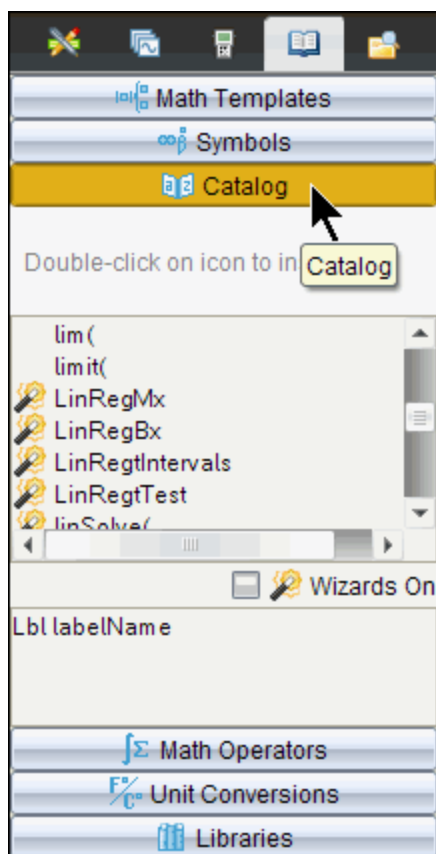 Math Templates
Symbols
Catalog
Double-click on icon to in
Catalog
lim(
limit(
LinRegMx
LinRegBx
LinRegtIntervals
LinRegtTest
linSolve(
Wizards On
Lbl labelName
Math Operators
Unit Conversions
Libraries